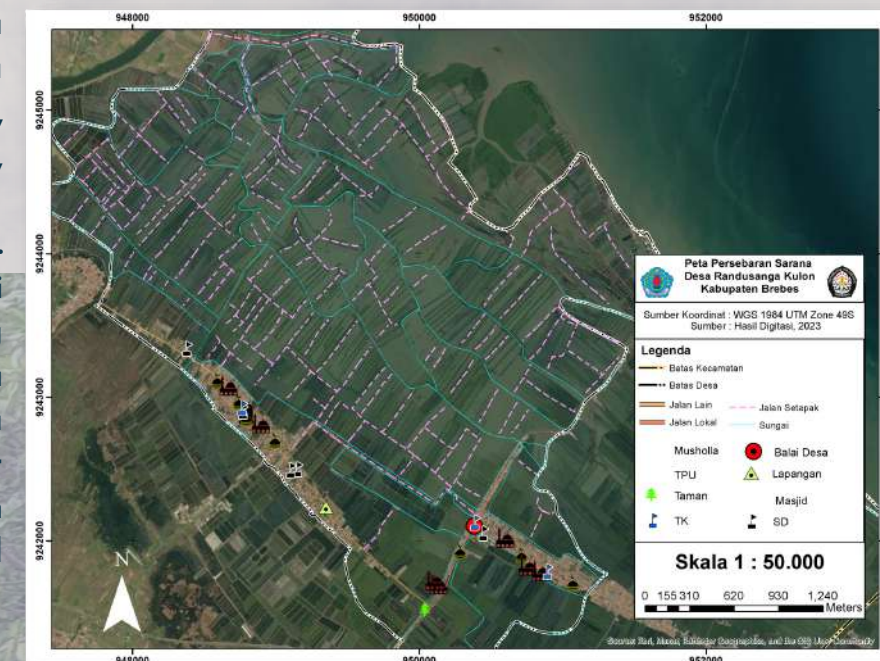 948000 950000 952000
9245000
9244000
9243000
9242000
Peta Persebaran Sarana
Desa Randusanga Kulon
Kabupaten Brebes
Sumber Koordinat : WGS 1984 UTM Zone 49S
Sumber : Hasil Digitasi, 2023
Legenda
Batas Kecamatan
Batas Desa
Jalan Lain
Jalan Setapak
Jalan Lokal
Sungai
Musholla
Balai Desa
TPU
Lapangan
Taman
Masjid
TK
SD
Skala 1 : 50.000
0 155 310 620 930 1,240
Meters
N
948000 950000 952000